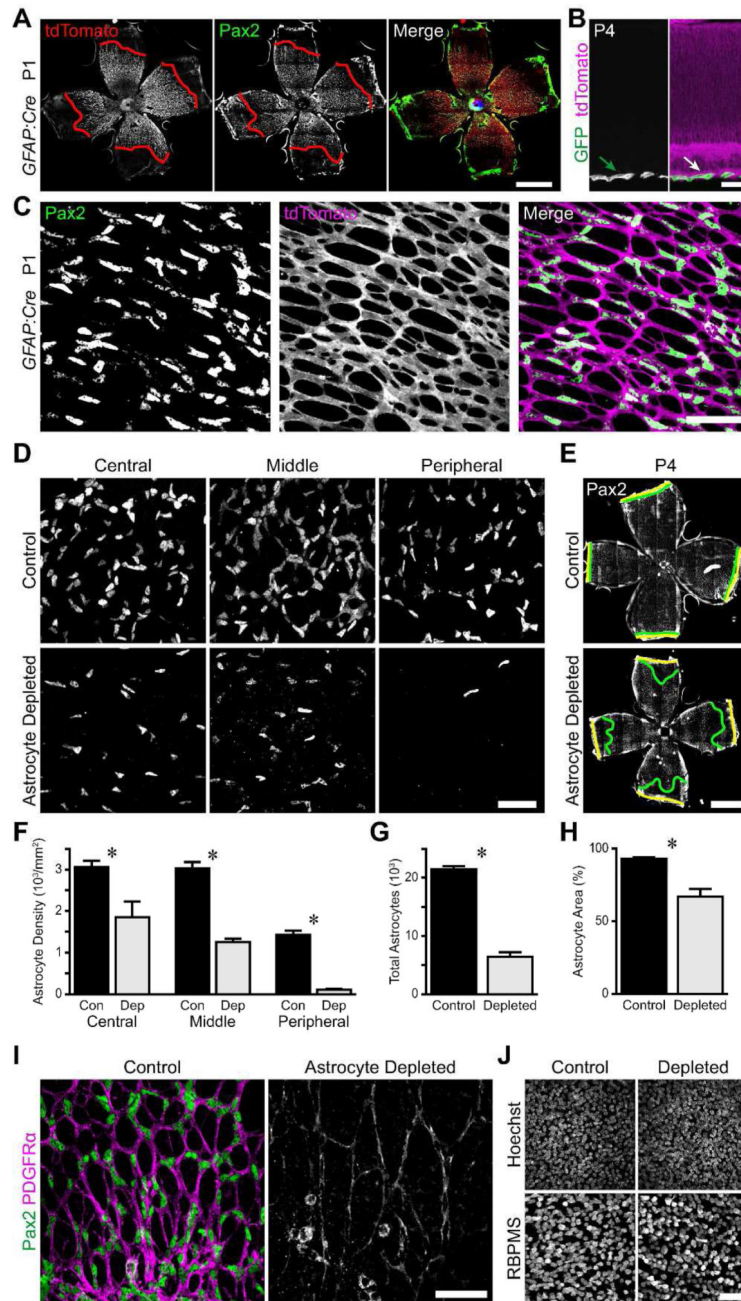 A
tdTomato
Pax2
Merge
GFAP:Cre P1
B
P4
GFP tdTomato
C
Pax2
tdTomato
Merge
GFAP:Cre P1
D
Central
Middle
Peripheral
Control
Astrocyte Depleted
E
P4
Pax2
Control
Astrocyte Depleted
F
Astrocyte Density (10³/mm²)
3
2
1
0
*
*
*
Con Dep Con Dep Con Dep
Central Middle Peripheral
G
Total Astrocytes (10³)
20
10
0
*
Control Depleted
H
Astrocyte Area (%)
100
50
0
*
Control Depleted
I
Control
Astrocyte Depleted
Pax2 PDGFRα
J
Control
Depleted
Hoechst
RBPMS